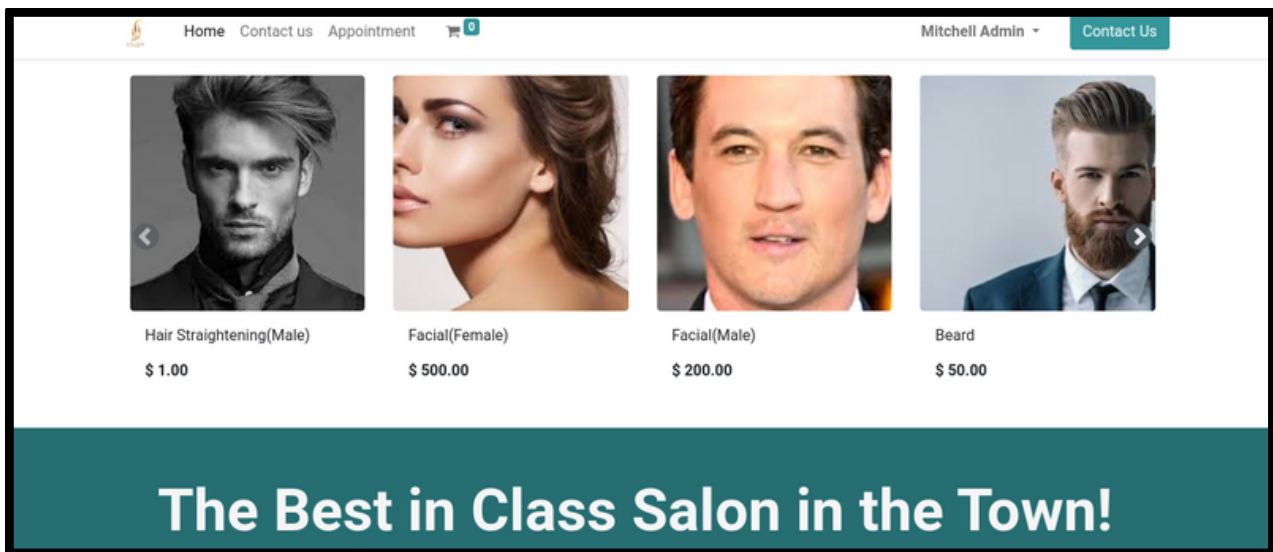 Home Contact us Appointment 0 Mitchell Admin Contact Us
Hair Straightening(Male) Facial(Female) Facial(Male) Beard
$ 1.00 $ 500.00 $ 200.00 $ 50.00
The Best in Class Salon in the Town!